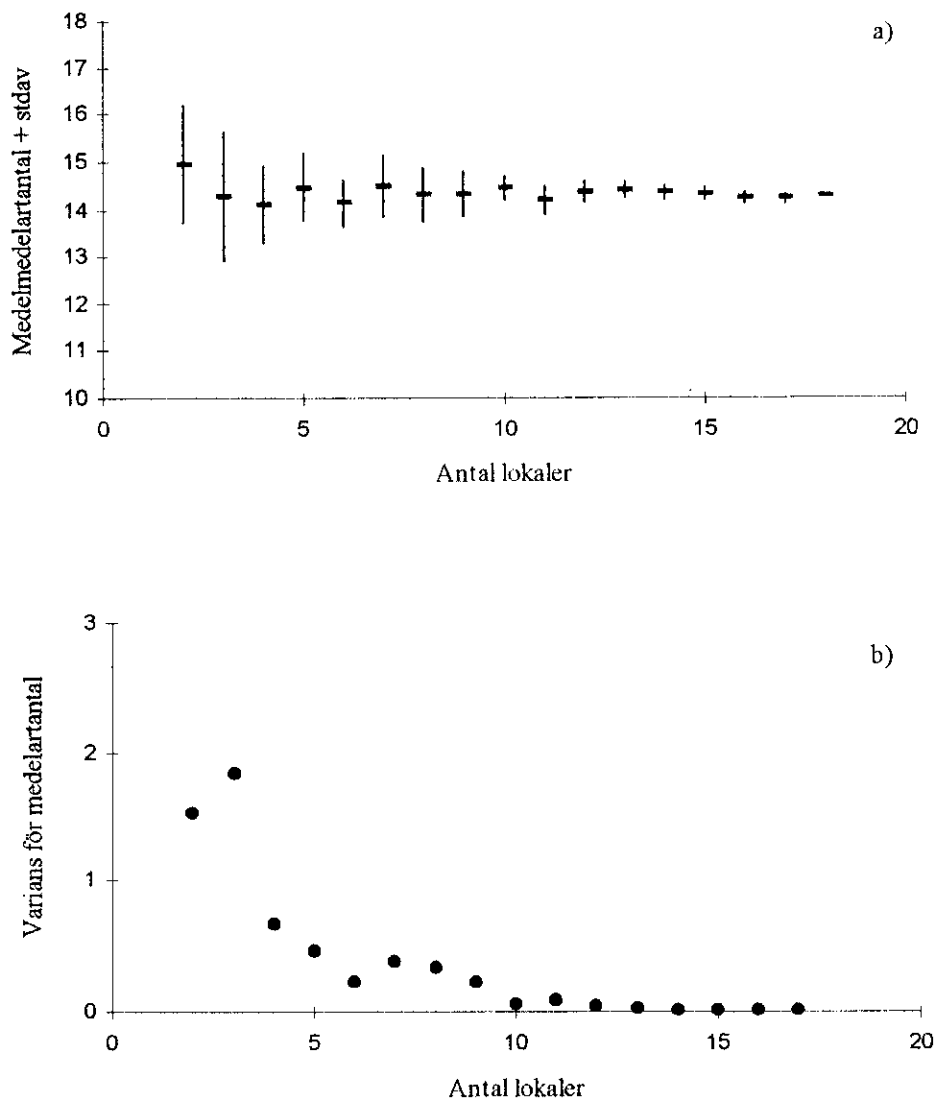 a)
Medelmedelartantal + stdav
18
17
16
15
14
13
12
11
10
0 5 10 15 20
Antal lokaler
b)
Varians för medelartantal
3
2
1
0
0 5 10 15 20
Antal lokaler